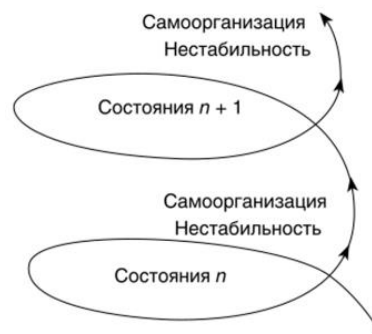 Самоорганизация
Нестабильность
Состояния n + 1
Самоорганизация
Нестабильность
Состояния n